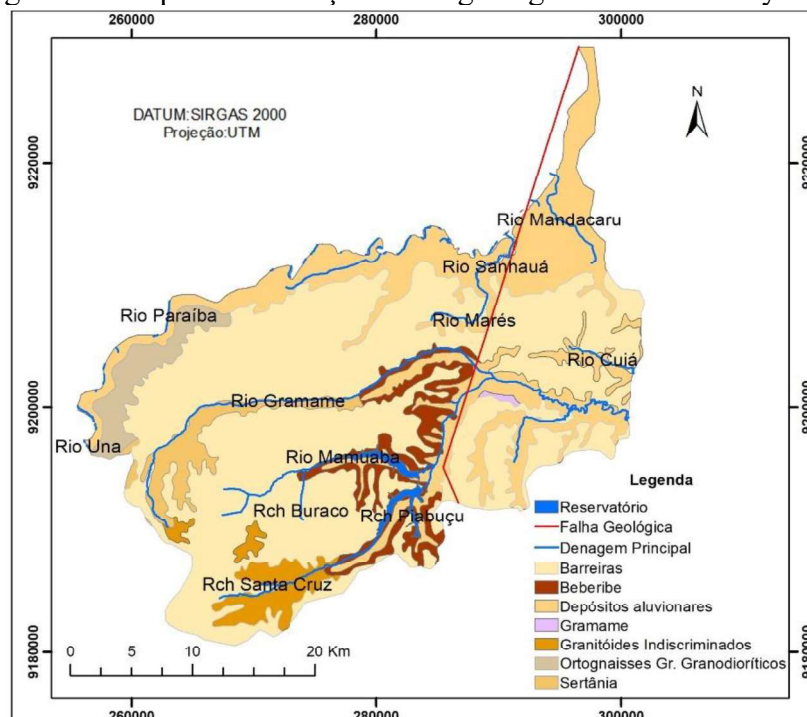 260000 280000 300000
DATUM:SIRGAS 2000
Projeção:UTM
N
9220000
9220000
Rio Mandacaru
Rio Sanhauá
Rio Paraíba
Rio Marés
Rio Cuiá
9200000
9200000
Rio Gramame
Rio Una
Rio Mamuaba
Rch Buraco
Rch Piabuçu
Rch Santa Cruz
Legenda
Reservatório
Falha Geológica
Denagem Principal
Barreiras
Beberibe
Depósitos aluvionares
Gramame
Granitóides Indiscriminados
Ortognaisses Gr. Granodioríticos
Sertânia
0 5 10 20 Km
9180000
9180000
260000 280000 300000